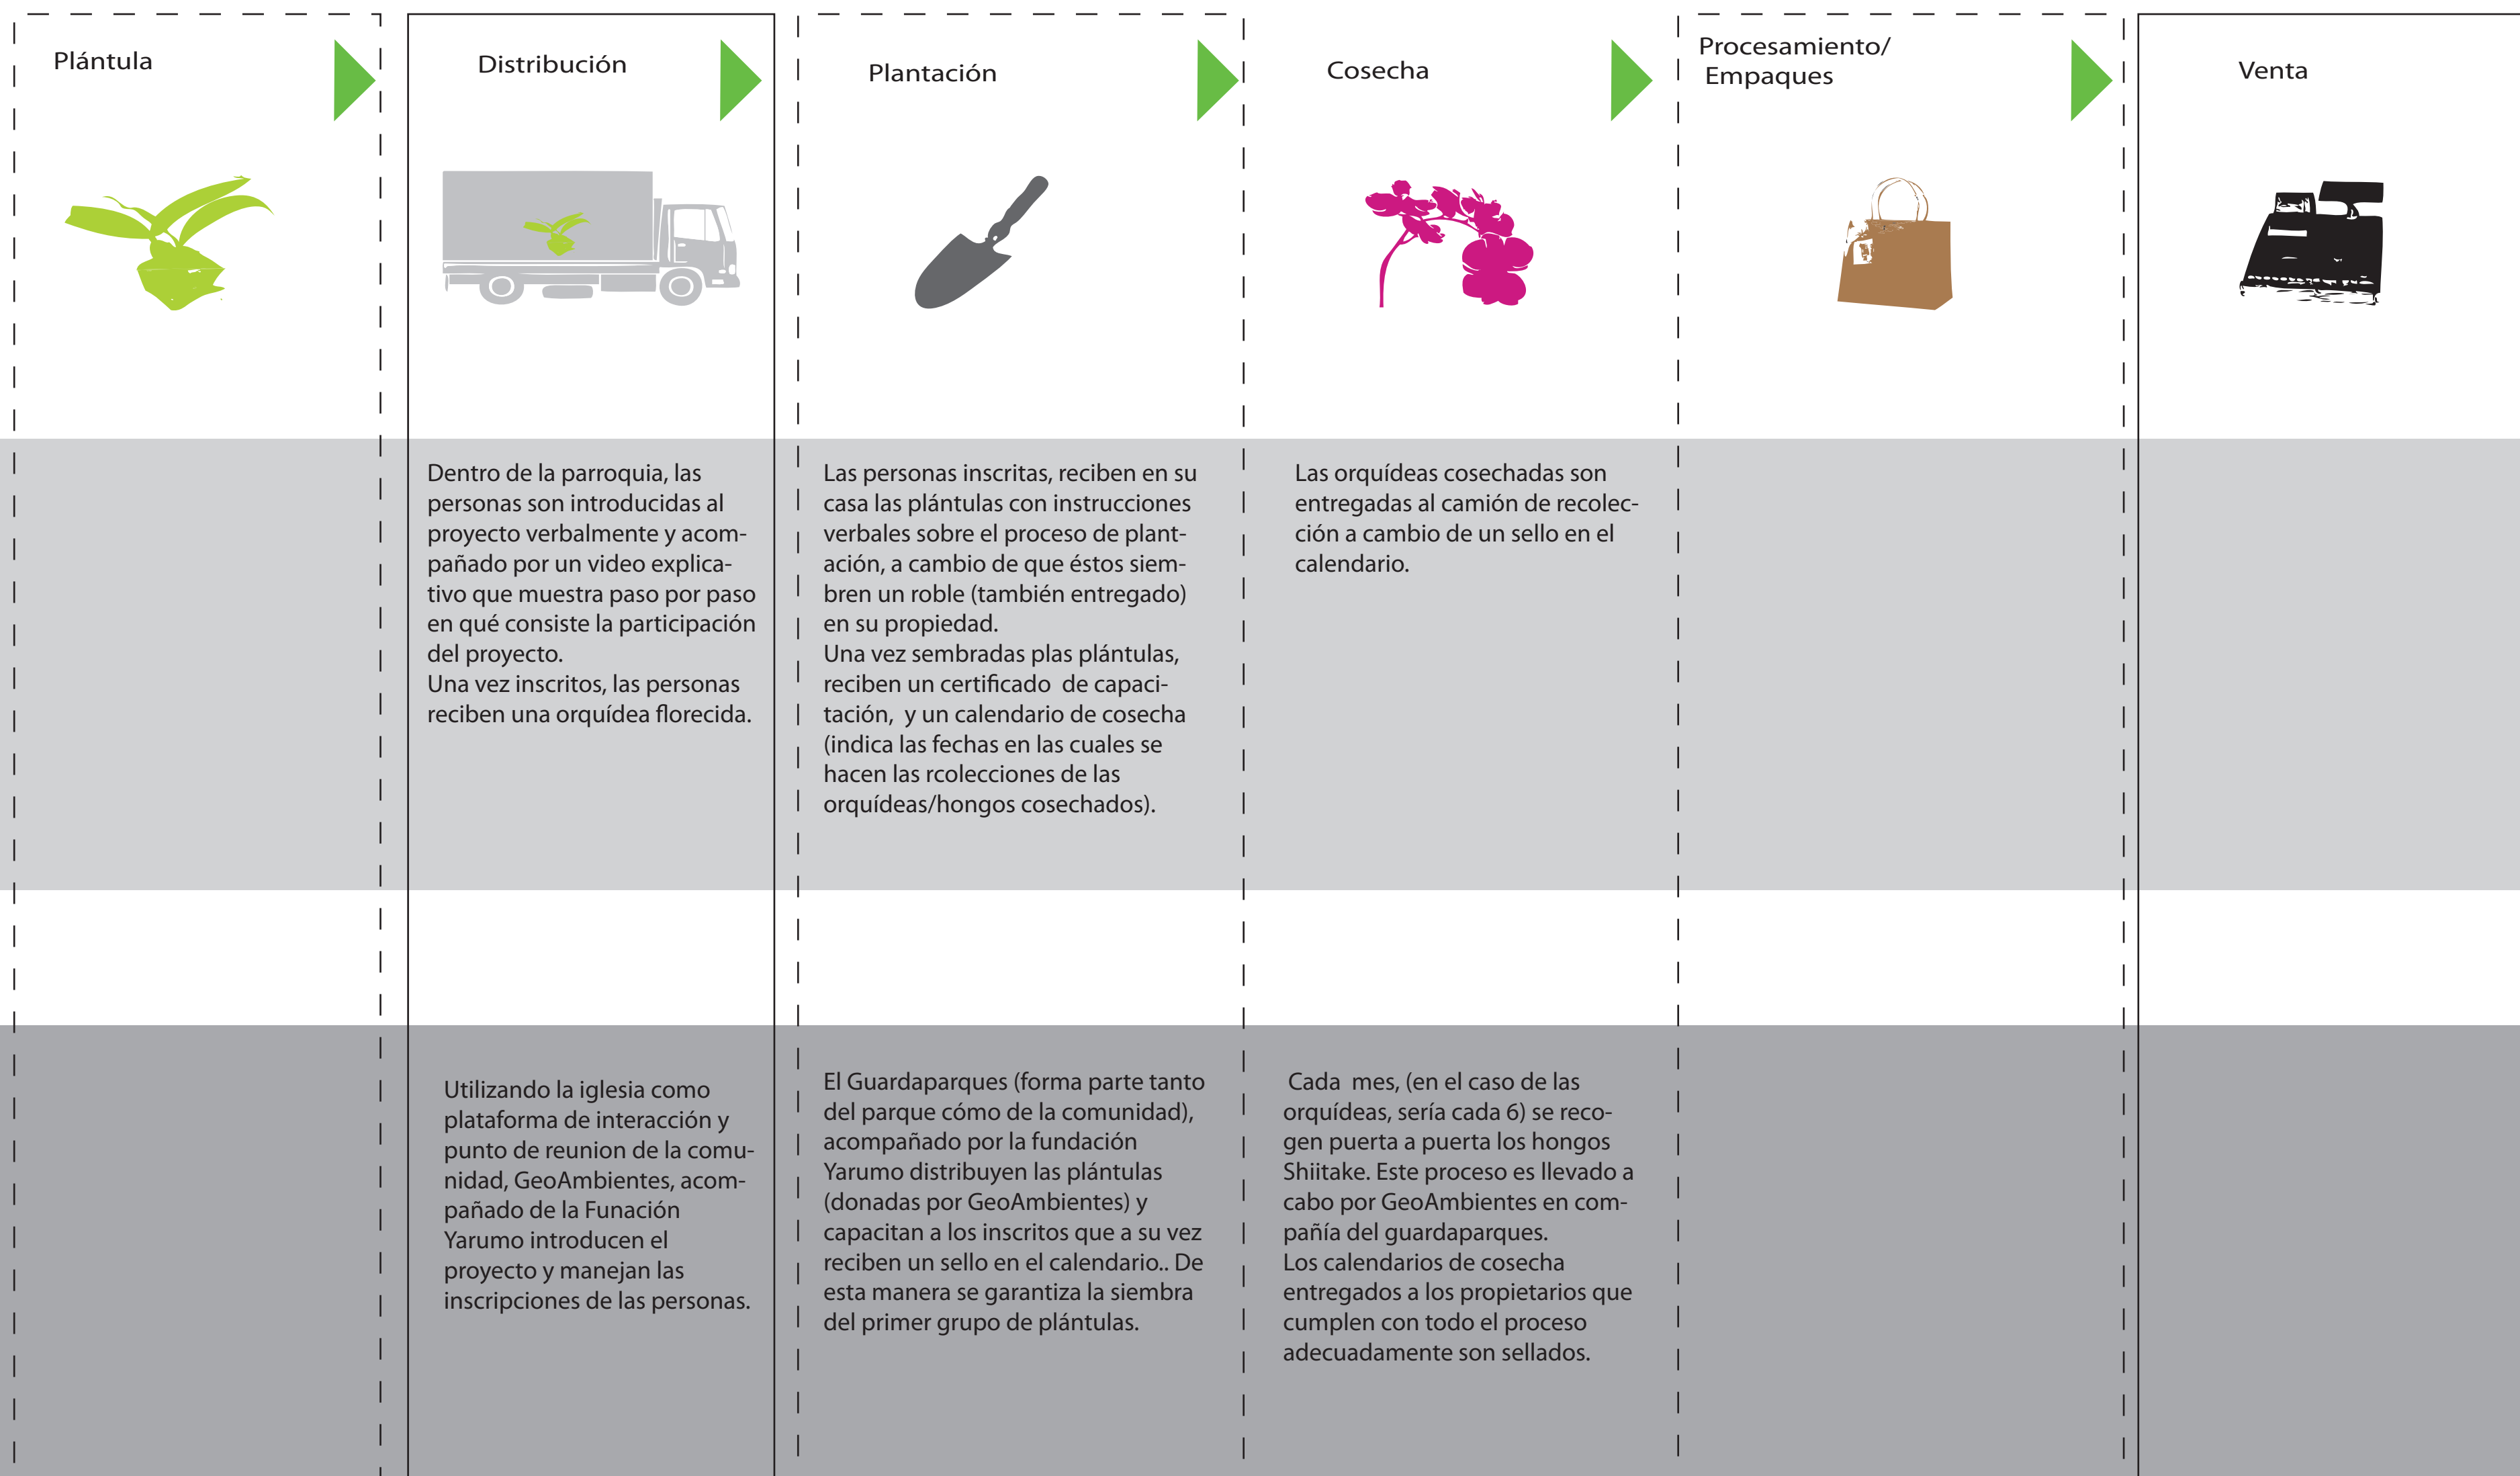 Plántula
Distribución
Plantación
Cosecha
Procesamiento/
Empaques
Venta
Dentro de la parroquia, las
personas son introducidas al
proyecto verbalmente y acom-
pañado por un video explica-
tivo que muestra paso por paso
en qué consiste la participación
del proyecto.
Una vez inscritos, las personas
reciben una orquídea florecida.
Las personas inscritas, reciben en su
casa las plántulas con instrucciones
verbales sobre el proceso de plant-
ación, a cambio de que éstos siem-
bren un roble (también entregado)
en su propiedad.
Una vez sembradas plas plántulas,
reciben un certificado de capaci-
tación, y un calendario de cosecha
(indica las fechas en las cuales se
hacen las rcolecciones de las
orquídeas/hongos cosechados).
Las orquídeas cosechadas son
entregadas al camión de recolec-
ción a cambio de un sello en el
calendario.
Utilizando la iglesia como
plataforma de interacción y
punto de reunion de la comu-
nidad, GeoAmbientes, acom-
pañado de la Funación
Yarumo introducen el
proyecto y manejan las
inscripciones de las personas.
El Guardaparques (forma parte tanto
del parque cómo de la comunidad),
acompañado por la fundación
Yarumo distribuyen las plántulas
(donadas por GeoAmbientes) y
capacitan a los inscritos que a su vez
reciben un sello en el calendario.. De
esta manera se garantiza la siembra
del primer grupo de plántulas.
Cada mes, (en el caso de las
orquídeas, sería cada 6) se reco-
gen puerta a puerta los hongos
Shiitake. Este proceso es llevado a
cabo por GeoAmbientes en com-
pañía del guardaparques.
Los calendarios de cosecha
entregados a los propietarios que
cumplen con todo el proceso
adecuadamente son sellados.